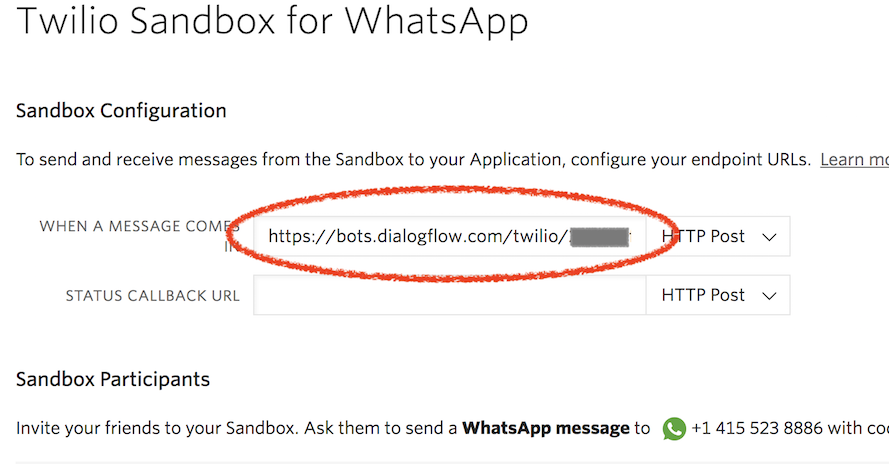 Twilio Sandbox for WhatsApp
Sandbox Configuration
To send and receive messages from the Sandbox to your Application, configure your endpoint URLs. Learn mo
WHEN A MESSAGE COMES IN https://bots.dialogflow.com/twilio/ HTTP Post
STATUS CALLBACK URL HTTP Post
Sandbox Participants
Invite your friends to your Sandbox. Ask them to send a WhatsApp message to +1 415 523 8886 with cod